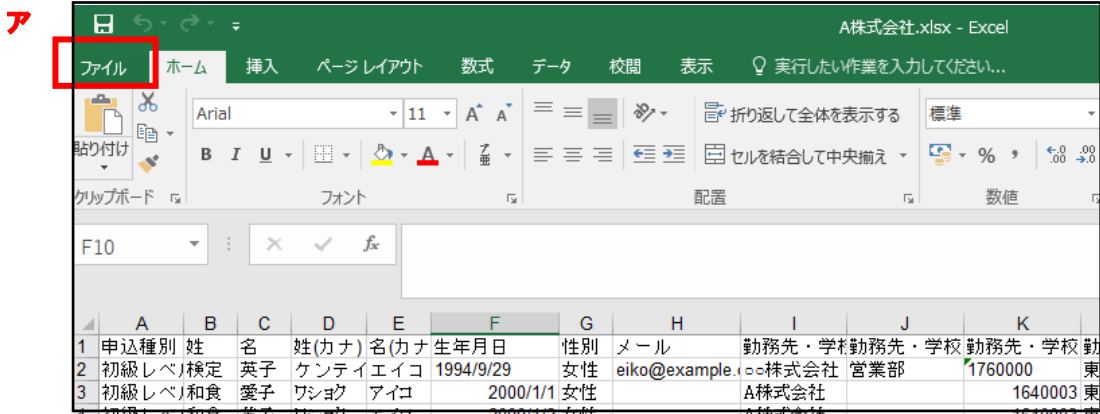 ア
A株式会社.xlsx - Excel
ファイル ホーム 挿入 ページ レイアウト 数式 データ 校閲 表示 実行したい作業を入力してください...
貼り付け Arial 11 A A 折り返して全体を表示する 標準
B I U A ア亜 セルを結合して中央揃え % , .00 .00 .0
クリップボード フォント 配置 数値
F10 fx
A B C D E F G H I J K
1 申込種別 姓 名 姓(カナ) 名(カナ 生年月日 性別 メール 勤務先・学校 勤務先・学校 勤務先・学校 勤
2 初級レベル 検定 英子 ケンテイ エイコ 1994/9/29 女性 eiko@example. ○○株式会社 営業部 1760000 東
3 初級レベル 和食 愛子 ワショク アイコ 2000/1/1 女性 A株式会社 1640003 東